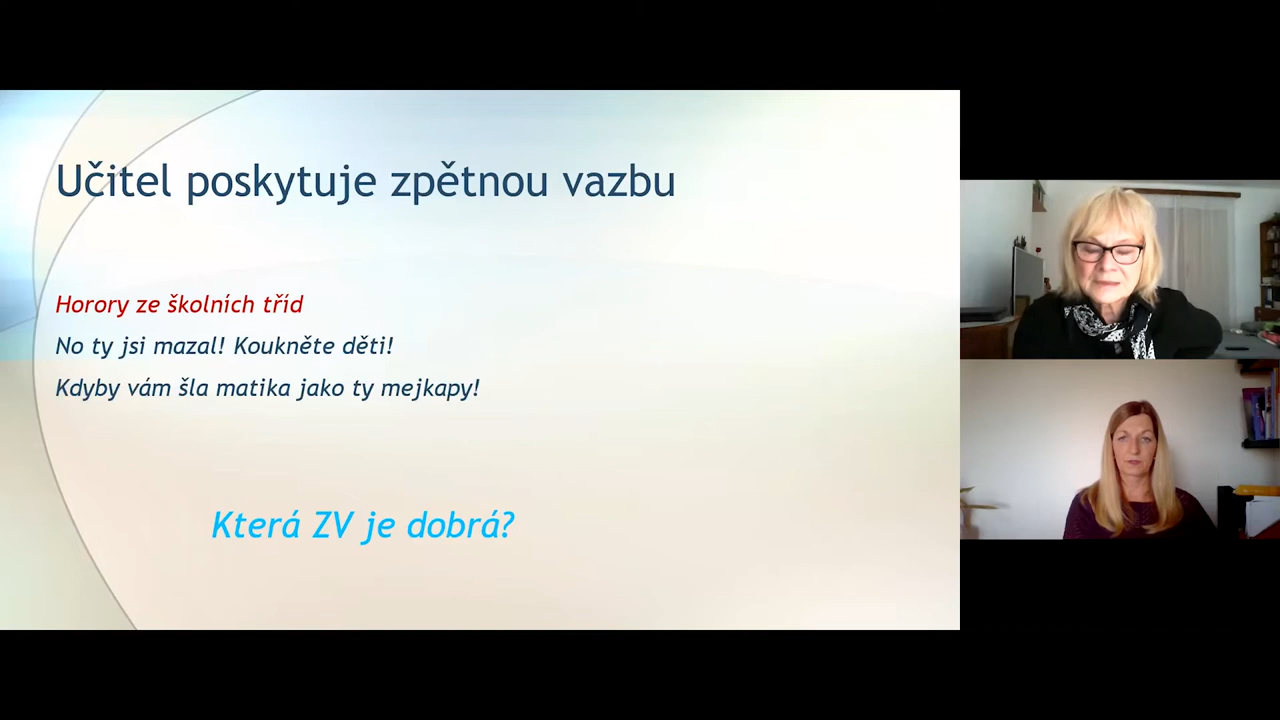 Učitel poskytuje zpětnou vazbu
Horory ze školních tříd
No ty jsi mazal! Koukněte děti!
Kdyby vám šla matika jako ty mejkapy!
Která ZV je dobrá?